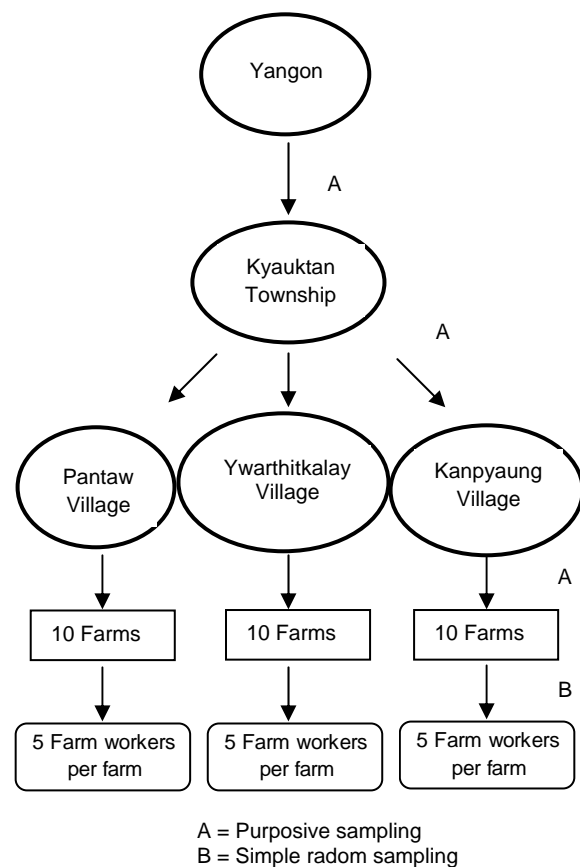 Yangon
A
Kyauktan
Township
A
Pantaw
Village
Ywarthitkalay
Village
Kanpyaung
Village
A
10 Farms
10 Farms
10 Farms
B
5 Farm workers
per farm
5 Farm workers
per farm
5 Farm workers
per farm
A = Purposive sampling
B = Simple radom sampling